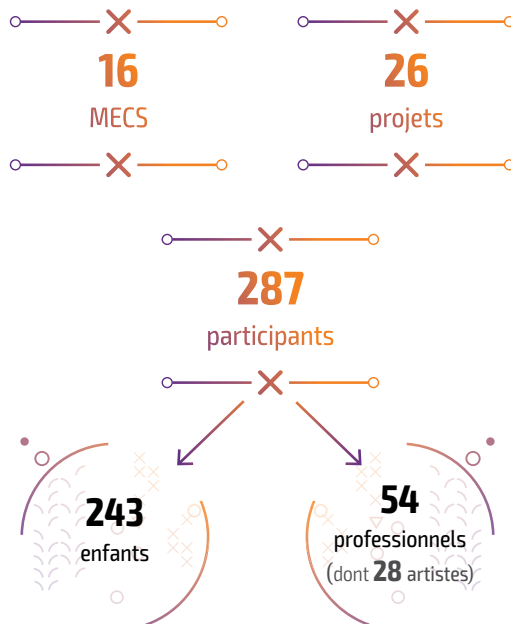 16
MECS
26
projets
287
participants
243
enfants
54
professionnels
(dont 28 artistes)